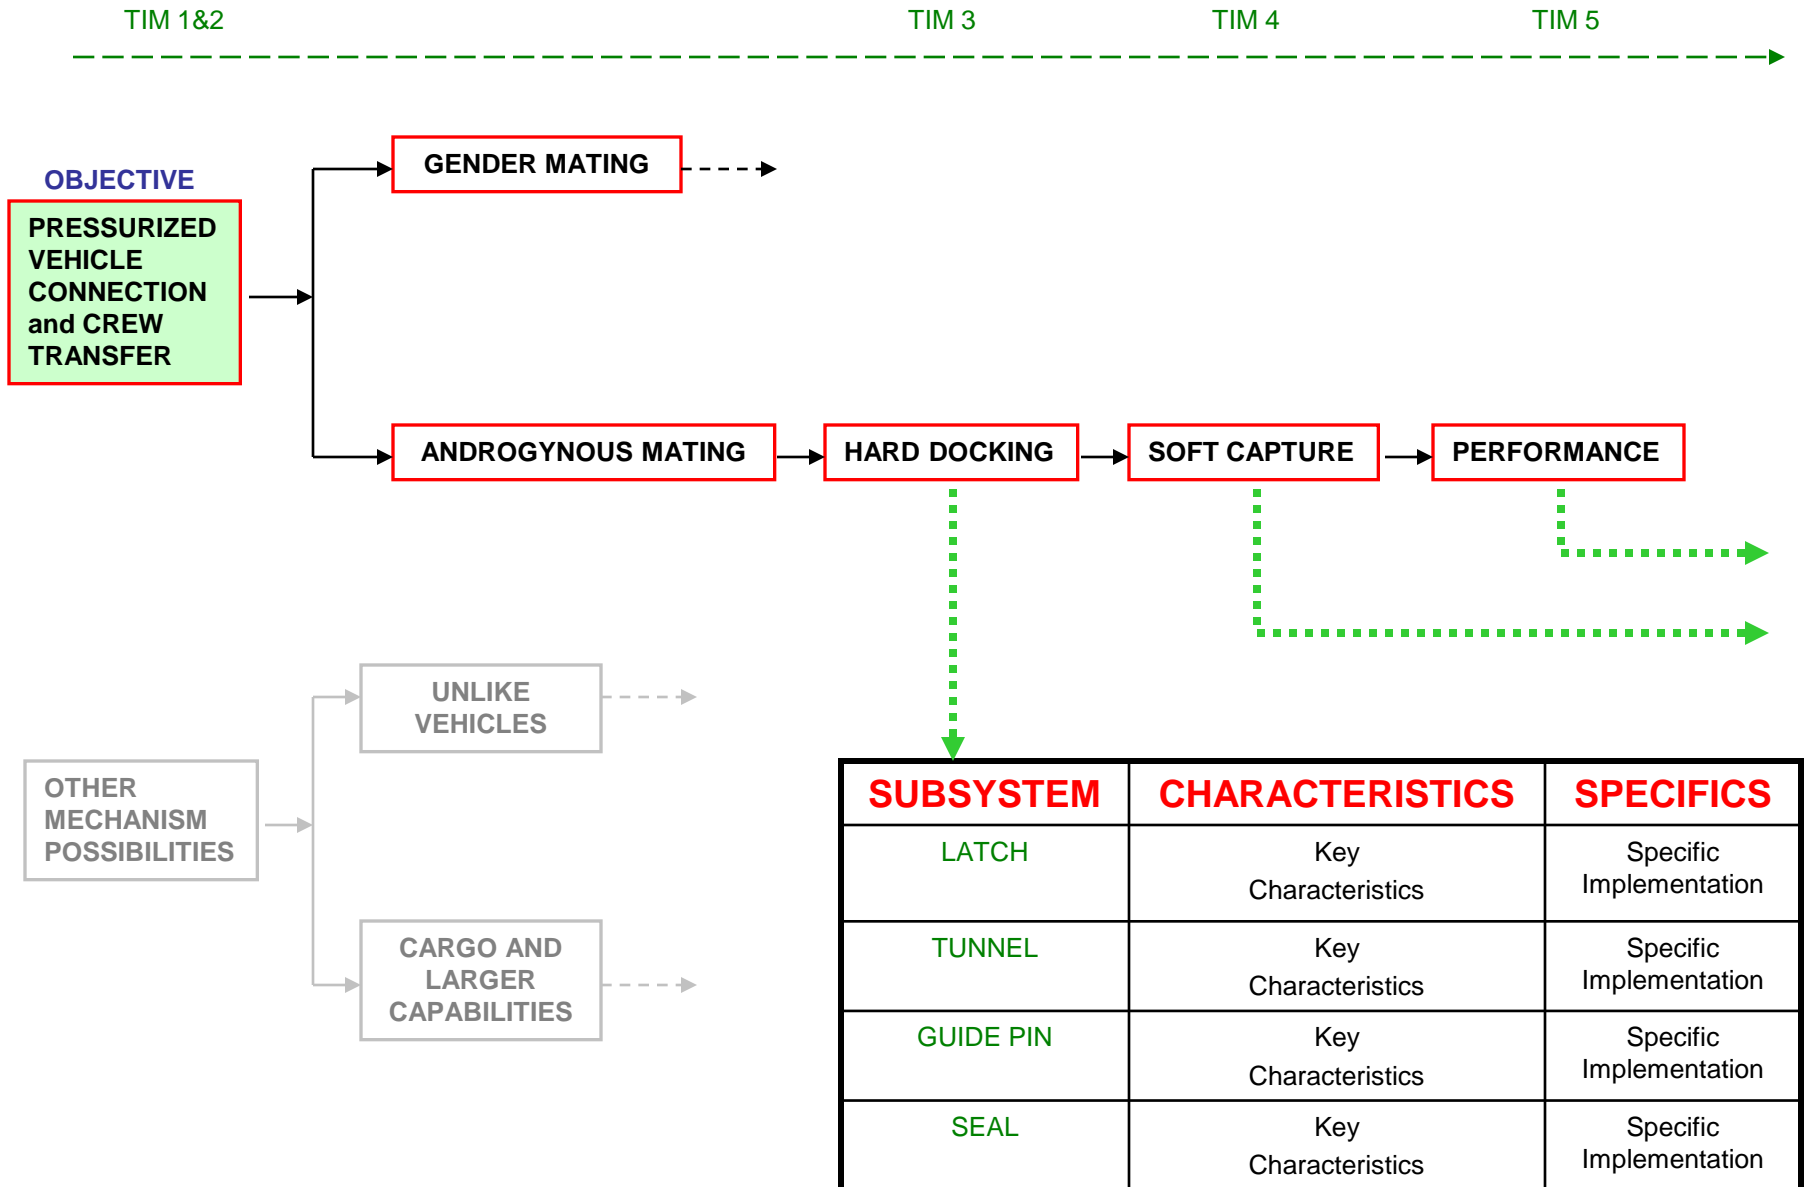 TIM 1&2
TIM 3
TIM 4
TIM 5
OBJECTIVE
PRESSURIZED
VEHICLE
CONNECTION
and CREW
TRANSFER
GENDER MATING
ANDROGYNOUS MATING
HARD DOCKING
SOFT CAPTURE
PERFORMANCE
OTHER
MECHANISM
POSSIBILITIES
UNLIKE
VEHICLES
CARGO AND
LARGER
CAPABILITIES
SUBSYSTEM
CHARACTERISTICS
SPECIFICS
LATCH
Key
Characteristics
Specific
Implementation
TUNNEL
Key
Characteristics
Specific
Implementation
GUIDE PIN
Key
Characteristics
Specific
Implementation
SEAL
Key
Characteristics
Specific
Implementation